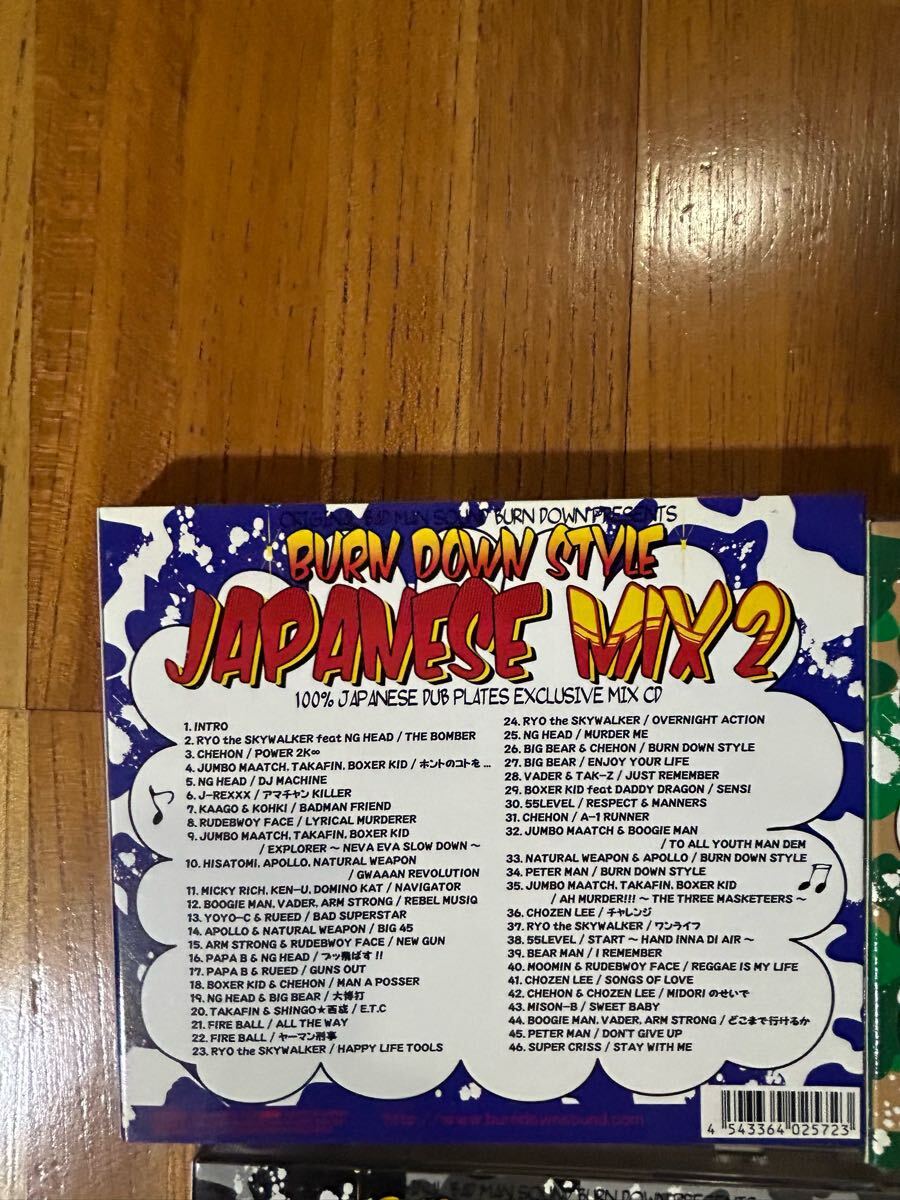 ORIGINAL BAD MAN SOUND BURN DOWN PRESENTS
BURN DOWN STYLE
JAPANESE MIX 2
100% JAPANESE DUB PLATES EXCLUSIVE MIX CD
1. INTRO
2. RYO the SKYWALKER feat NG HEAD / THE BOMBER
3. CHEHON / POWER 2K∞
4. JUMBO MAATCH, TAKAFIN, BOXER KID / ホントのコトを ...
5. NG HEAD / DJ MACHINE
6. J-REXXX / アマチャン KILLER
7. KAAGO & KOHKI / BADMAN FRIEND
8. RUDEBWOY FACE / LYRICAL MURDERER
9. JUMBO MAATCH, TAKAFIN, BOXER KID
/ EXPLORER ～ NEVA EVA SLOW DOWN ～
10. HISATOMI, APOLLO, NATURAL WEAPON
/ GWAAAN REVOLUTION
11. MICKY RICH, KEN-U, DOMINO KAT / NAVIGATOR
12. BOOGIE MAN, VADER, ARM STRONG / REBEL MUSIQ
13. YOYO-C & RUEED / BAD SUPERSTAR
14. APOLLO & NATURAL WEAPON / BIG 45
15. ARM STRONG & RUDEBWOY FACE / NEW GUN
16. PAPA B & NG HEAD / ブッ飛ばす !!
17. PAPA B & RUEED / GUNS OUT
18. BOXER KID & CHEHON / MAN A POSSER
19. NG HEAD & BIG BEAR / 大博打
20. TAKAFIN & SHINGO★西成 / E.T.C
21. FIRE BALL / ALL THE WAY
22. FIRE BALL / ヤーマン刑事
23. RYO the SKYWALKER / HAPPY LIFE TOOLS
24. RYO the SKYWALKER / OVERNIGHT ACTION
25. NG HEAD / MURDER ME
26. BIG BEAR & CHEHON / BURN DOWN STYLE
27. BIG BEAR / ENJOY YOUR LIFE
28. VADER & TAK-Z / JUST REMEMBER
29. BOXER KID feat DADDY DRAGON / SENSI
30. 55LEVEL / RESPECT & MANNERS
31. CHEHON / A-1 RUNNER
32. JUMBO MAATCH & BOOGIE MAN
/ TO ALL YOUTH MAN DEM
33. NATURAL WEAPON & APOLLO / BURN DOWN STYLE
34. PETER MAN / BURN DOWN STYLE
35. JUMBO MAATCH, TAKAFIN, BOXER KID
/ AH MURDER!!! ～ THE THREE MASKETEERS ～
36. CHOZEN LEE / チャレンジ
37. RYO the SKYWALKER / ワンライフ
38. 55LEVEL / START ～ HAND INNA DI AIR ～
39. BEAR MAN / I REMEMBER
40. MOOMIN & RUDEBWOY FACE / REGGAE IS MY LIFE
41. CHOZEN LEE / SONGS OF LOVE
42. CHEHON & CHOZEN LEE / MIDORI のせいで
43. MISON-B / SWEET BABY
44. BOOGIE MAN, VADER, ARM STRONG / どこまで行けるか
45. PETER MAN / DON'T GIVE UP
46. SUPER CRISS / STAY WITH ME
http://www.burndownsound.com
4 543364 025723
BAD MAN SOUND BURN DOWN PRESENTS